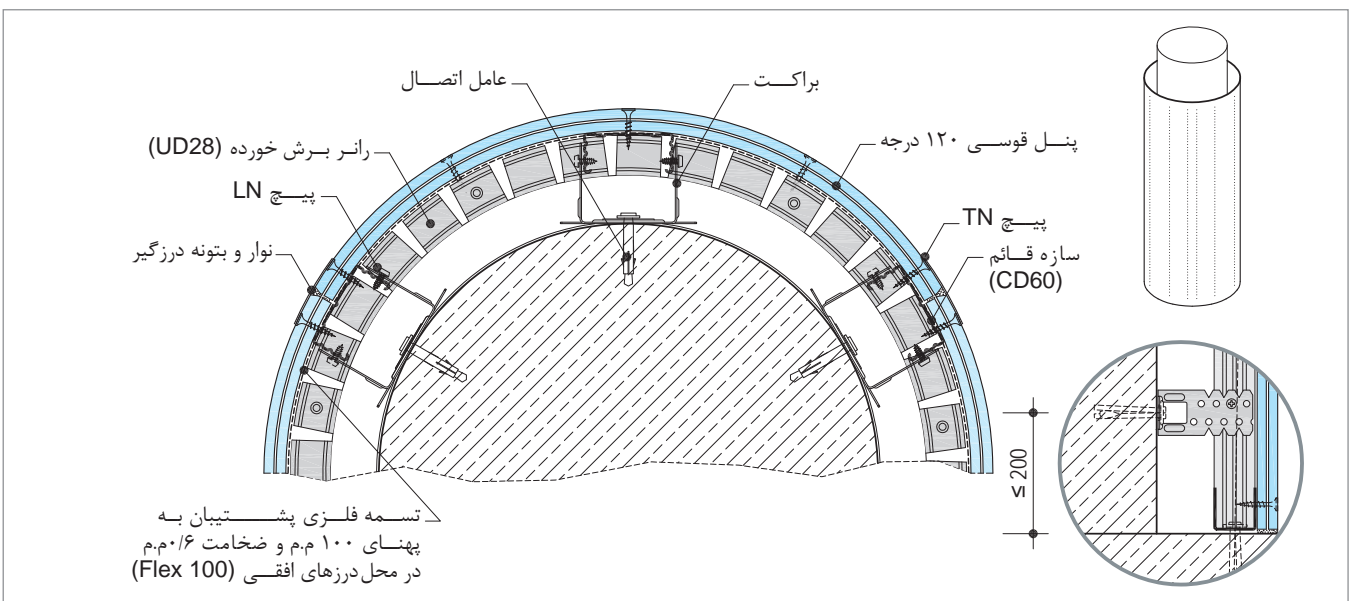 عامل اتصال
براکت
رانر برش خورده (UD28)
پنل قوسی ۱۲۰ درجه
پیچ LN
پیچ TN
نوار و بتونه درزگیر
سازه قائم
(CD60)
تسمه فلزی پشتیبان به
پهنای ۱۰۰ م.م و ضخامت ۰/۶م.م
در محل درزهای افقی (Flex 100)
≤ 200